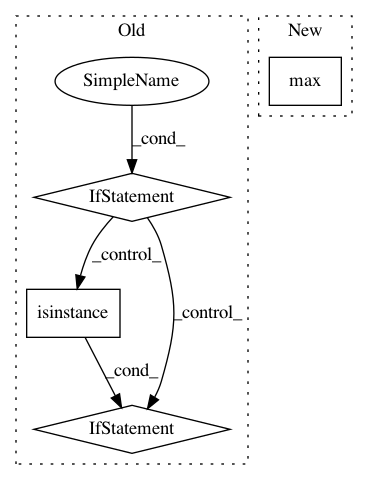 Old
New
SimpleName
max
_cond_
IfStatement
_control_
isinstance
_control_
_cond_
IfStatement